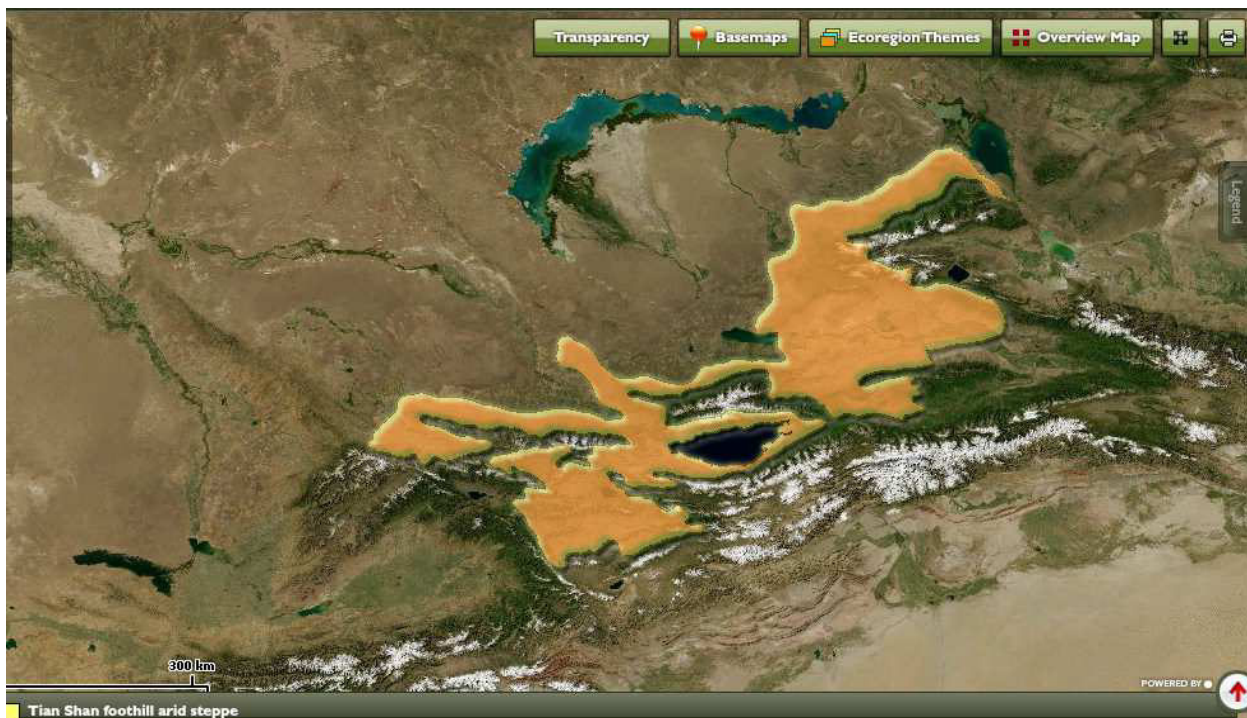 Transparency
Basemaps
Ecoregion Themes
Overview Map
Legend
300 km
POWERED BY
Tian Shan foothill arid steppe